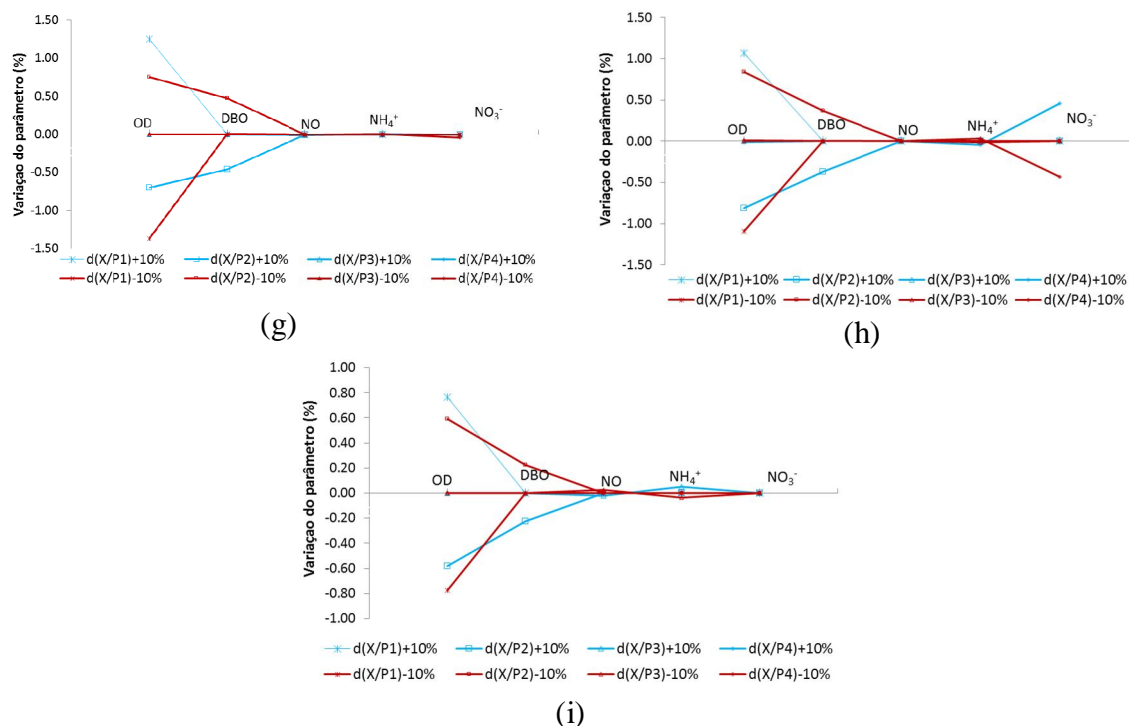 Variaçao do parâmetro (%)
1.50
1.00
0.50
0.00
-0.50
-1.00
-1.50
OD
DBO
NO
NH₄⁺
NO₃⁻
d(X/P1)+10% d(X/P2)+10% d(X/P3)+10% d(X/P4)+10%
d(X/P1)-10% d(X/P2)-10% d(X/P3)-10% d(X/P4)-10%
(g)
Variaçao do parâmetro (%)
1.50
1.00
0.50
0.00
-0.50
-1.00
-1.50
OD
DBO
NO
NH₄⁺
NO₃⁻
d(X/P1)+10% d(X/P2)+10% d(X/P3)+10% d(X/P4)+10%
d(X/P1)-10% d(X/P2)-10% d(X/P3)-10% d(X/P4)-10%
(h)
Variaçao do parâmetro (%)
1.00
0.80
0.60
0.40
0.20
0.00
-0.20
-0.40
-0.60
-0.80
-1.00
OD
DBO
NO
NH₄⁺
NO₃⁻
d(X/P1)+10% d(X/P2)+10% d(X/P3)+10% d(X/P4)+10%
d(X/P1)-10% d(X/P2)-10% d(X/P3)-10% d(X/P4)-10%
(i)